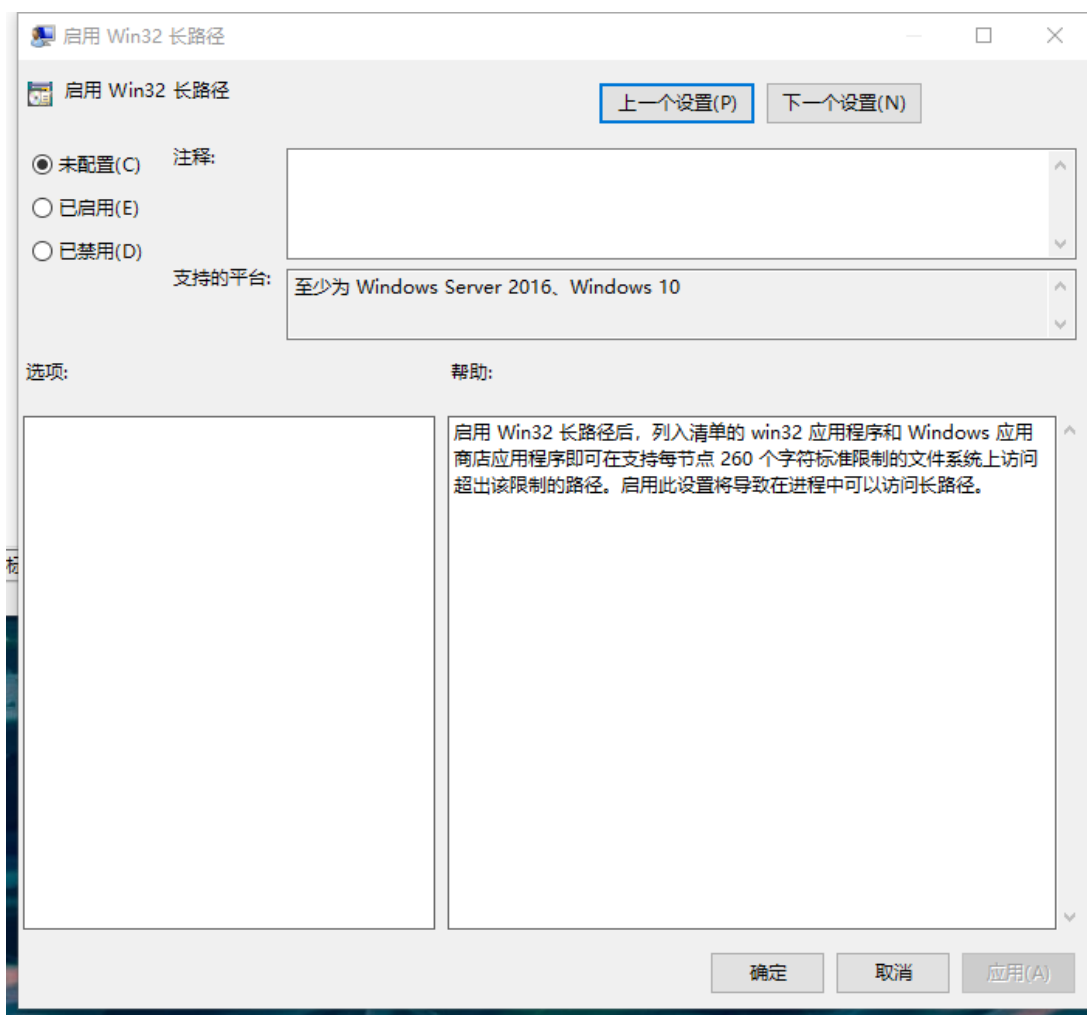 启用 Win32 长路径
启用 Win32 长路径
上一个设置(P)
下一个设置(N)
未配置(C)
已启用(E)
已禁用(D)
注释:
支持的平台:
至少为 Windows Server 2016、Windows 10
选项:
帮助:
启用 Win32 长路径后，列入清单的 win32 应用程序和 Windows 应用
商店应用程序即可在支持每节点 260 个字符标准限制的文件系统上访问
超出该限制的路径。启用此设置将导致在进程中可以访问长路径。
确定
取消
应用(A)